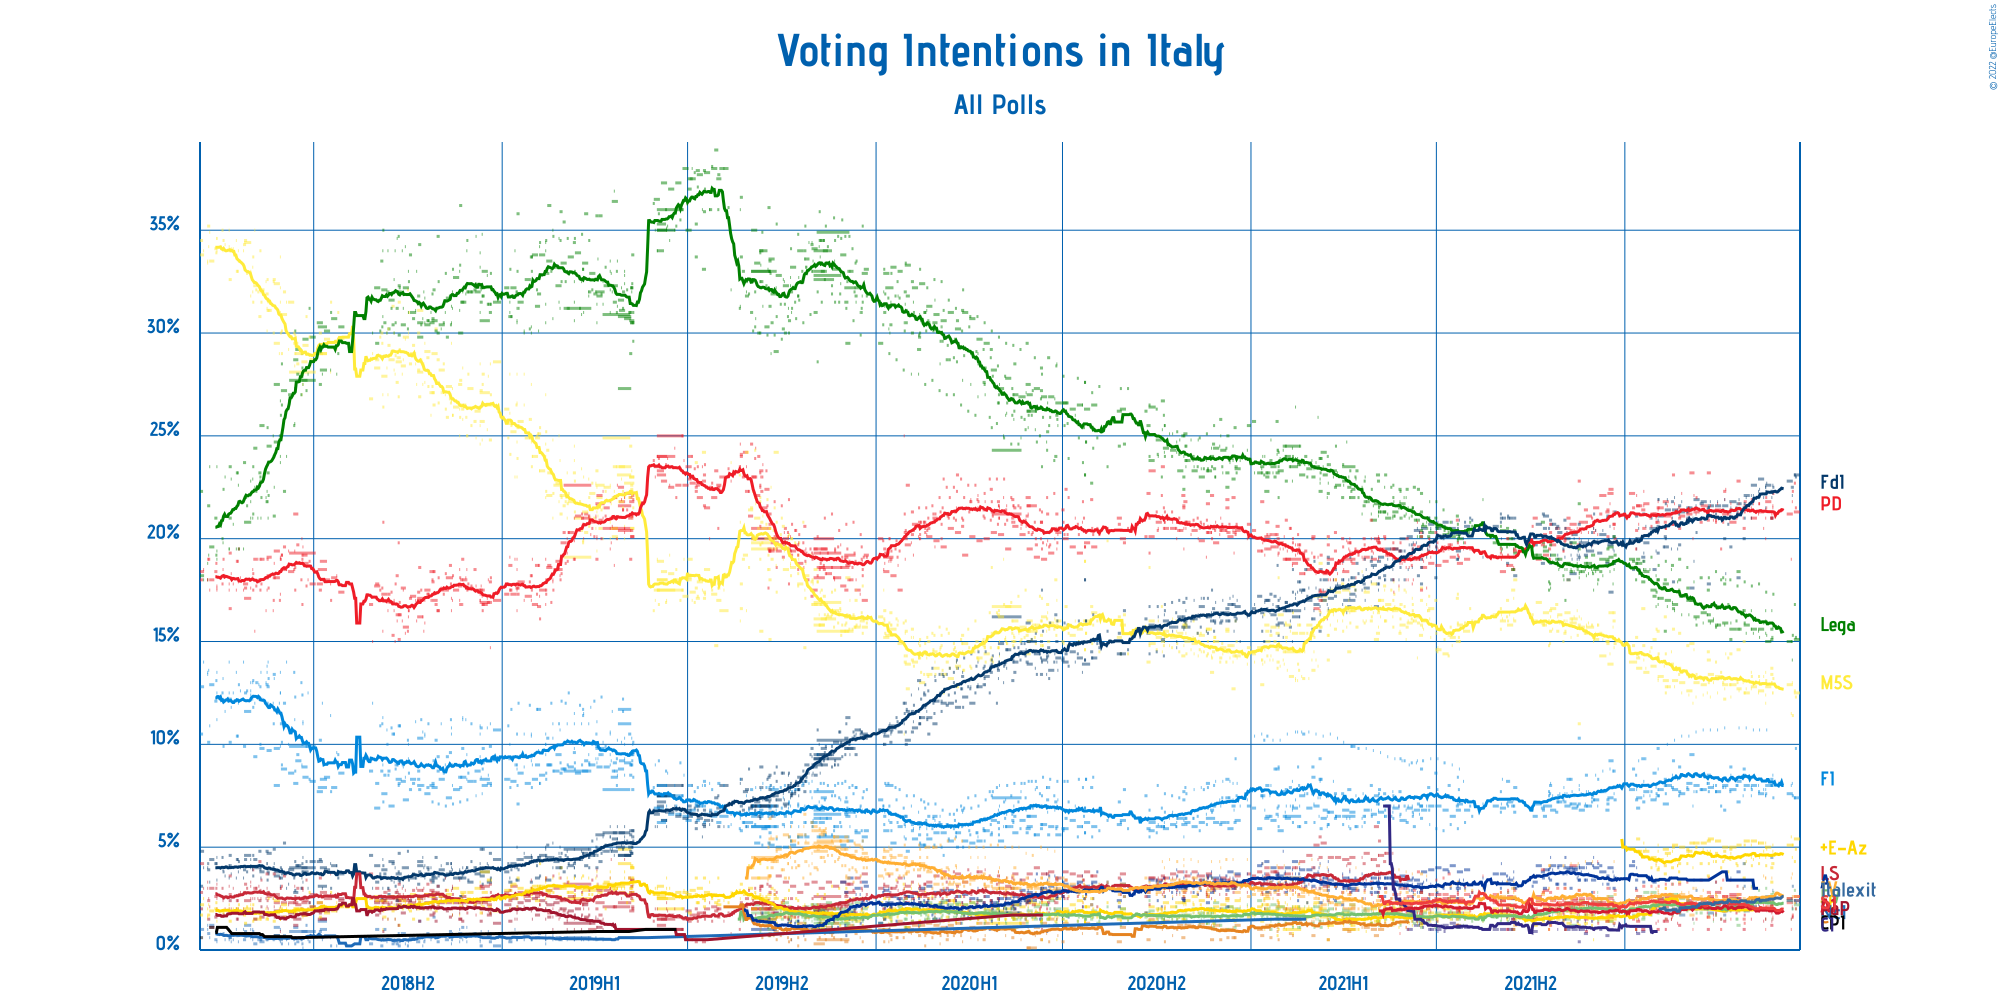 © 2022 @EuropeElects
Voting Intentions in Italy
All Polls
35%
30%
25%
20%
15%
10%
5%
0%
FdI
PD
Lega
M5S
FI
+E-Az
LS
Italexit
2018H2
2019H1
2019H2
2020H1
2020H2
2021H1
2021H2